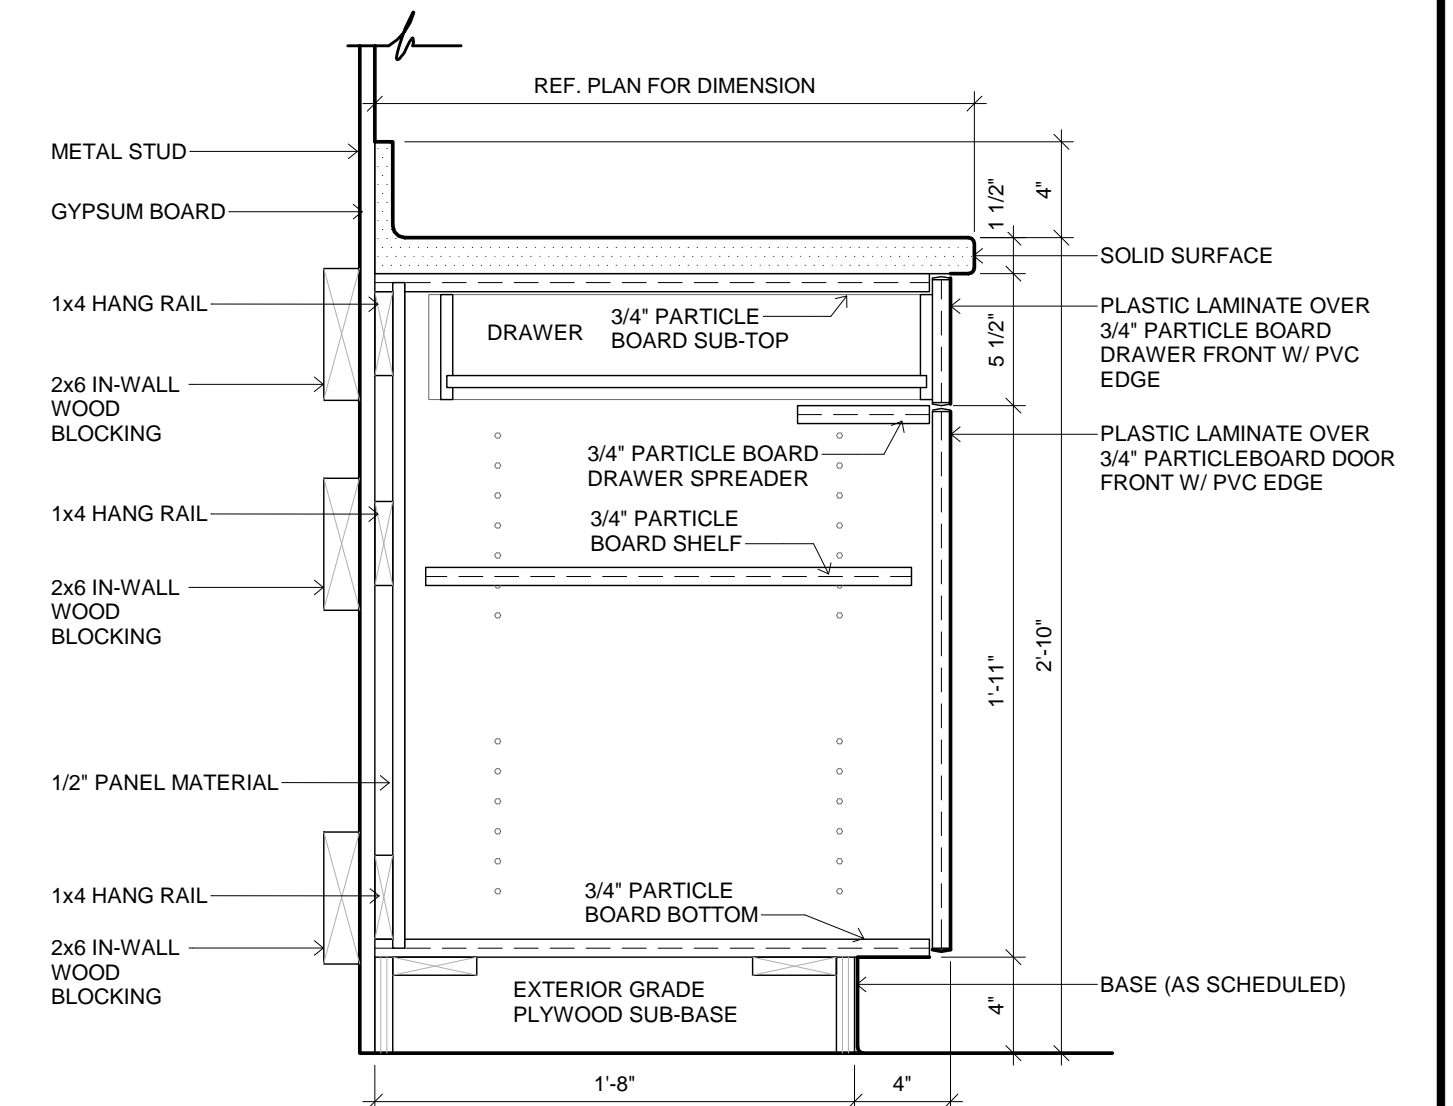 REF. PLAN FOR DIMENSION
METAL STUD
GYPSUM BOARD
1x4 HANG RAIL
2x6 IN-WALL
WOOD
BLOCKING
1x4 HANG RAIL
2x6 IN-WALL
WOOD
BLOCKING
1/2" PANEL MATERIAL
1x4 HANG RAIL
2x6 IN-WALL
WOOD
BLOCKING
DRAWER
3/4" PARTICLE
BOARD SUB-TOP
3/4" PARTICLE BOARD
DRAWER SPREADER
3/4" PARTICLE
BOARD SHELF
3/4" PARTICLE
BOARD BOTTOM
EXTERIOR GRADE
PLYWOOD SUB-BASE
1 1/2"
4"
5 1/2"
1'-11"
2'-10"
4"
SOLID SURFACE
PLASTIC LAMINATE OVER
3/4" PARTICLE BOARD
DRAWER FRONT W/ PVC
EDGE
PLASTIC LAMINATE OVER
3/4" PARTICLEBOARD DOOR
FRONT W/ PVC EDGE
BASE (AS SCHEDULED)
1'-8"
4"